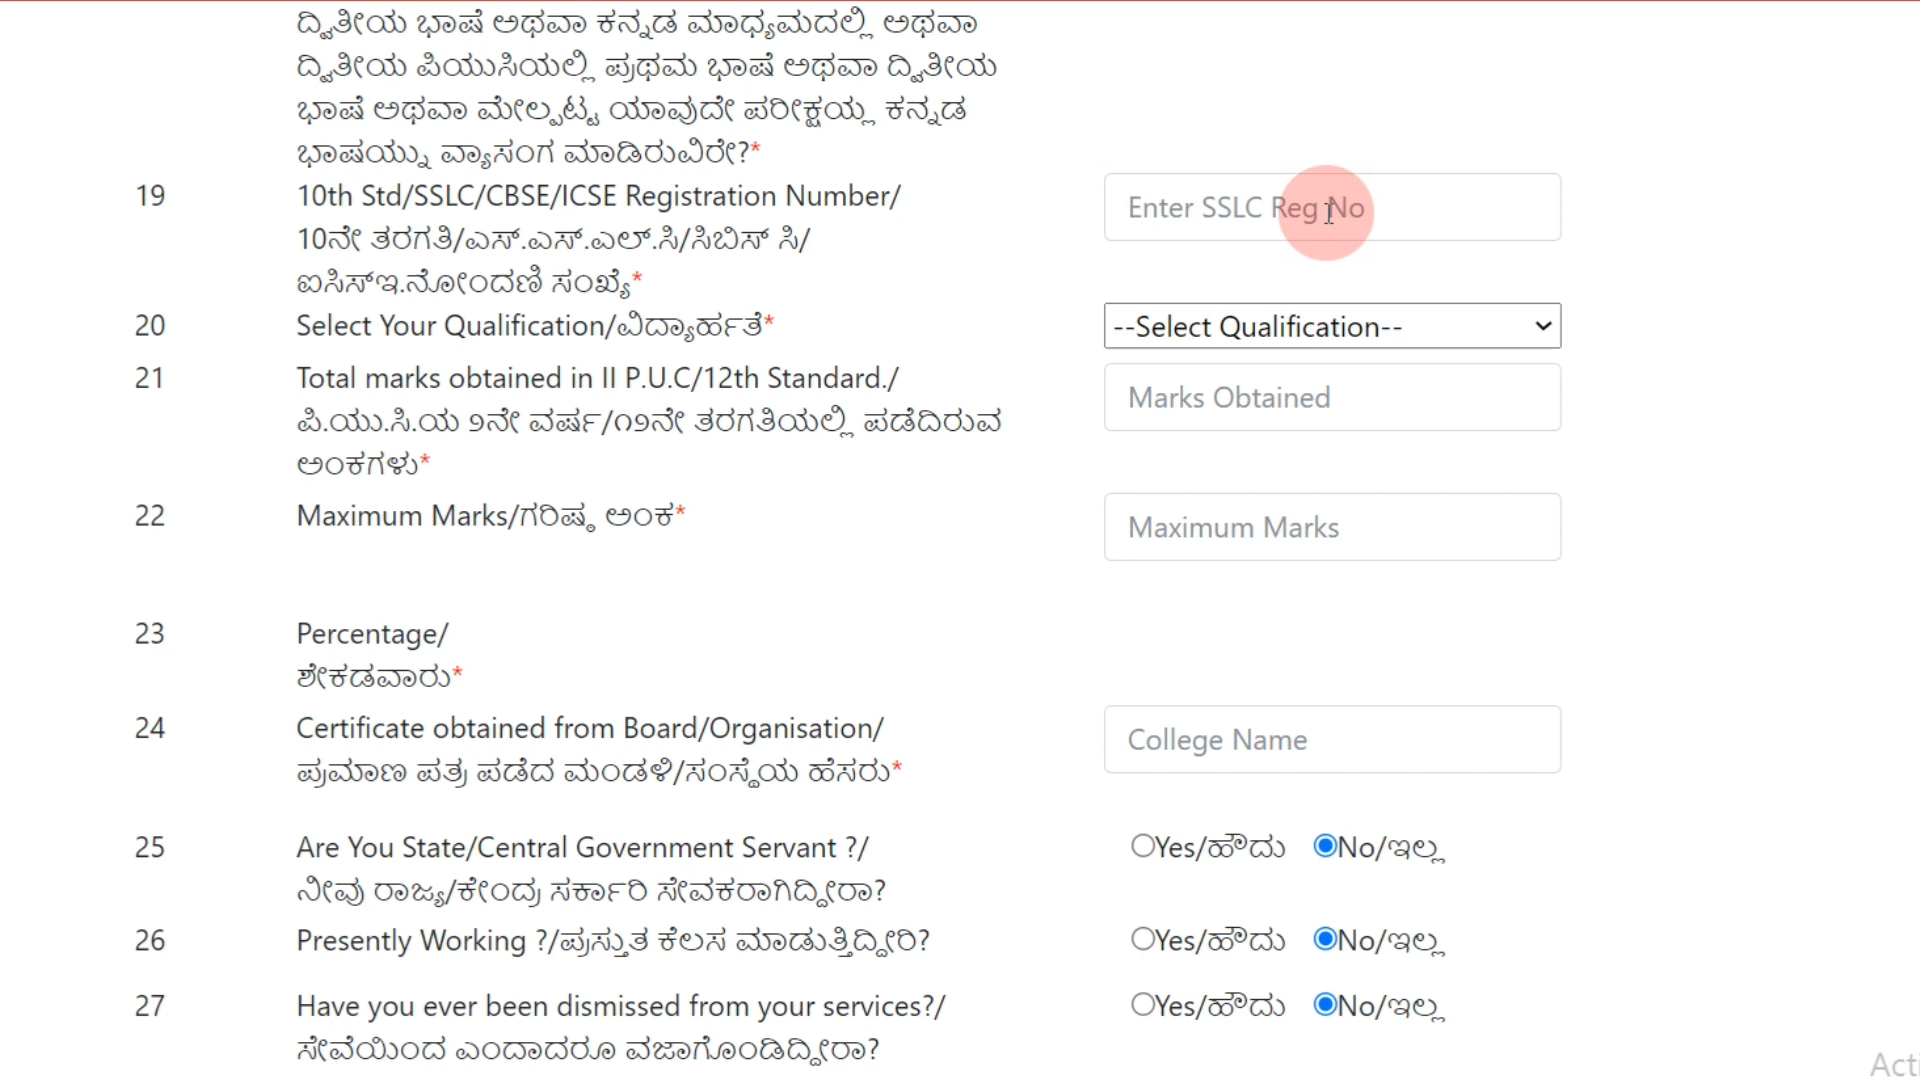 ದ್ವಿತೀಯ ಭಾಷೆ ಅಥವಾ ಕನ್ನಡ ಮಾಧ್ಯಮದಲ್ಲಿ ಅಥವಾ
ದ್ವಿತೀಯ ಪಿಯುಸಿಯಲ್ಲಿ ಪ್ರಥಮ ಭಾಷೆ ಅಥವಾ ದ್ವಿತೀಯ
ಭಾಷೆ ಅಥವಾ ಮೇಲ್ಪಟ್ಟ ಯಾವುದೇ ಪರೀಕ್ಷಯ್ಲ ಕನ್ನಡ
ಭಾಷಯ್ನು ವ್ಯಾಸಂಗ ಮಾಡಿರುವಿರೇ?*
19 10th Std/SSLC/CBSE/ICSE Registration Number/ Enter SSLC Reg No
10ನೇ ತರಗತಿ/ಎಸ್.ಎಸ್.ಎಲ್.ಸಿ/ಸಿಬಿಸ್ ಸಿ/
ಐಸಿಸ್ಇ.ನೋಂದಣಿ ಸಂಖ್ಯೆ*
20 Select Your Qualification/ವಿದ್ಯಾರ್ಹತೆ* --Select Qualification--
21 Total marks obtained in II P.U.C/12th Standard./ Marks Obtained
ಪಿ.ಯು.ಸಿ.ಯ ೨ನೇ ವರ್ಷ/೧೨ನೇ ತರಗತಿಯಲ್ಲಿ ಪಡೆದಿರುವ
ಅಂಕಗಳು*
22 Maximum Marks/ಗರಿಷ್ಠ ಅಂಕ* Maximum Marks
23 Percentage/
ಶೇಕಡವಾರು*
24 Certificate obtained from Board/Organisation/ College Name
ಪ್ರಮಾಣ ಪತ್ರ ಪಡೆದ ಮಂಡಳಿ/ಸಂಸ್ಥೆಯ ಹೆಸರು*
25 Are You State/Central Government Servant ?/ Yes/ಹೌದು No/ಇಲ್ಲ
ನೀವು ರಾಜ್ಯ/ಕೇಂದ್ರ ಸರ್ಕಾರಿ ಸೇವಕರಾಗಿದ್ದೀರಾ?
26 Presently Working ?/ಪ್ರಸ್ತುತ ಕೆಲಸ ಮಾಡುತ್ತಿದ್ದೀರಿ? Yes/ಹೌದು No/ಇಲ್ಲ
27 Have you ever been dismissed from your services?/ Yes/ಹೌದು No/ಇಲ್ಲ
ಸೇವೆಯಿಂದ ಎಂದಾದರೂ ವಜಾಗೊಂಡಿದ್ದೀರಾ?